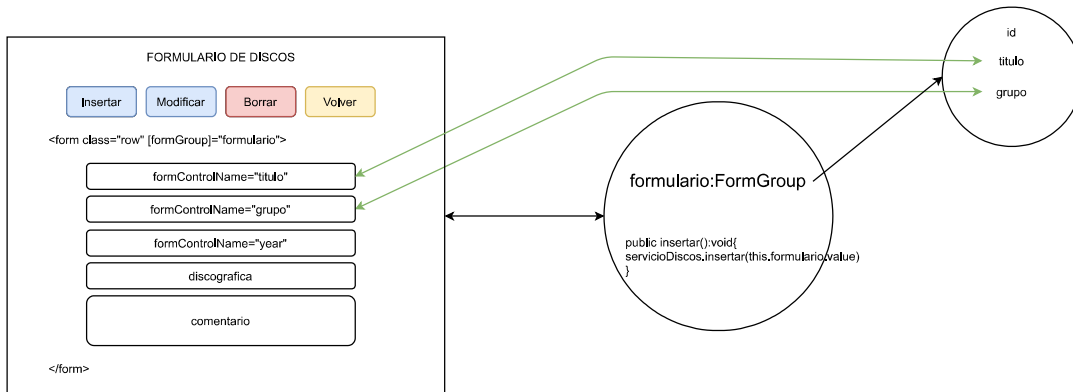 FORMULARIO DE DISCOS
Insertar
Modificar
Borrar
Volver
<form class="row" [formGroup]="formulario">
formControlName="titulo"
formControlName="grupo"
formControlName="year"
discografica
comentario
</form>
formulario:FormGroup
public insertar():void{
servicioDiscos.insertar(this.formulario.value)
}
id
titulo
grupo